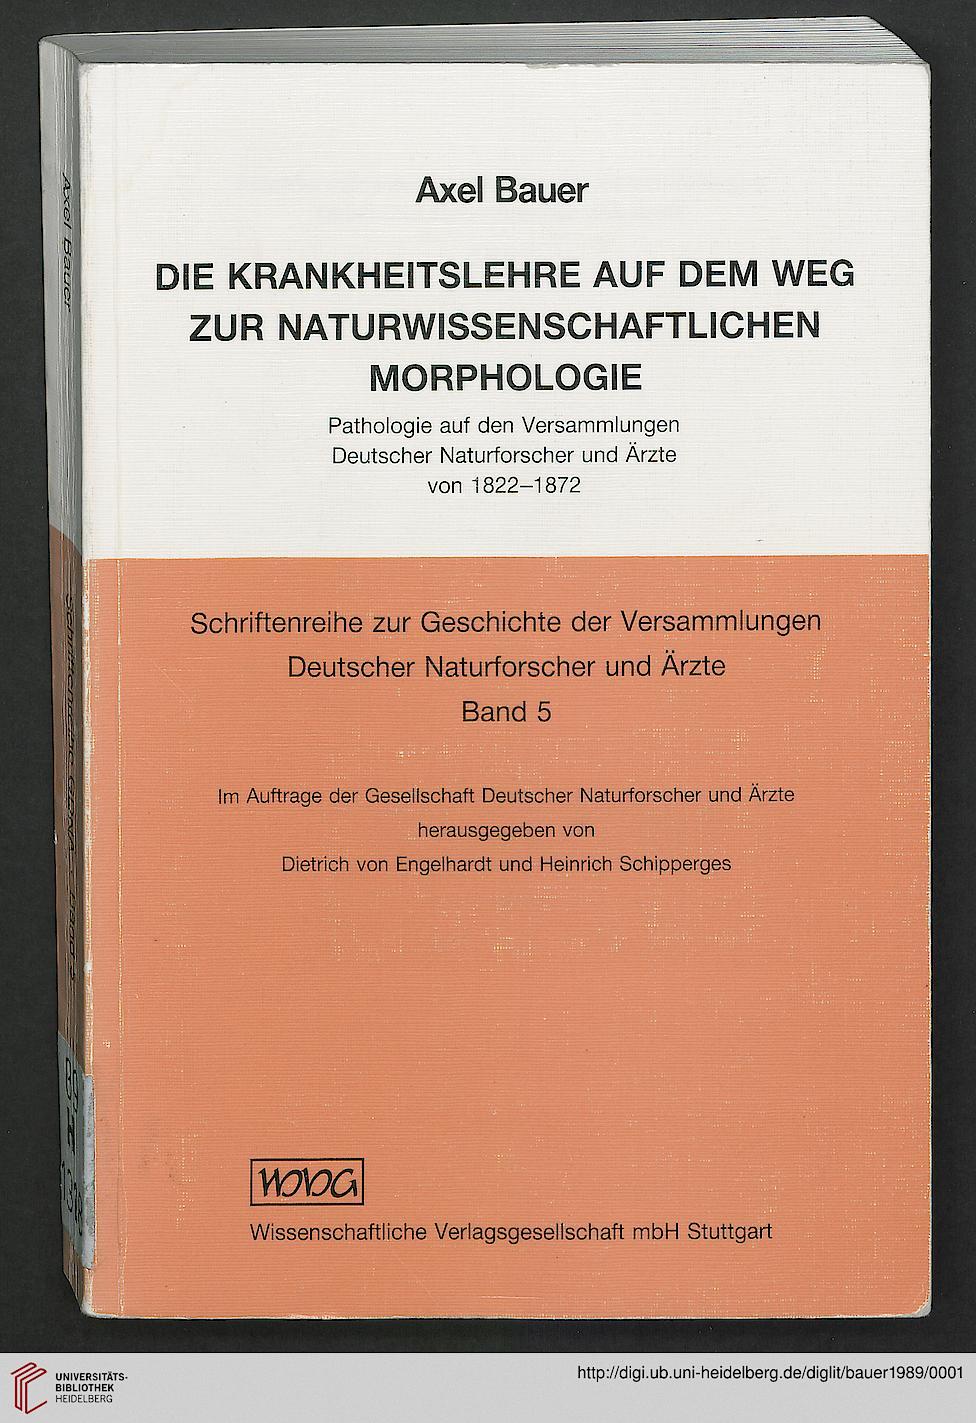 Axel Bauer
DIE KRANKHEITSLEHRE AUF DEM WEG
ZUR NATURWISSENSCHAFTLICHEN
MORPHOLOGIE
Pathologie auf den Versammlungen
Deutscher Naturforscher und Ärzte
von 1822–1872
Schriftenreihe zur Geschichte der Versammlungen
Deutscher Naturforscher und Ärzte
Band 5
Im Auftrage der Gesellschaft Deutscher Naturforscher und Ärzte
herausgegeben von
Dietrich von Engelhardt und Heinrich Schipperges
WVG
Wissenschaftliche Verlagsgesellschaft mbH Stuttgart
Axel Bauer
UNIVERSITÄTS-
BIBLIOTHEK
HEIDELBERG
http://digi.ub.uni-heidelberg.de/diglit/bauer1989/0001